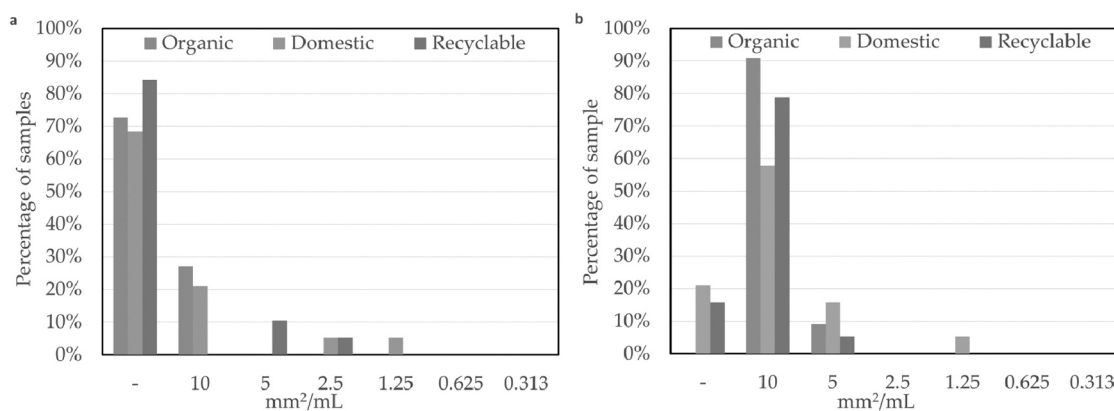 a
100%
Organic Domestic Recyclable
90%
80%
70%
60%
50%
40%
30%
20%
10%
0%
Percentage of samples
- 10 5 2.5 1.25 0.625 0.313
mm²/mL
b
100%
Organic Domestic Recyclable
90%
80%
70%
60%
50%
40%
30%
20%
10%
0%
Percentage of sample
- 10 5 2.5 1.25 0.625 0.313
mm²/mL